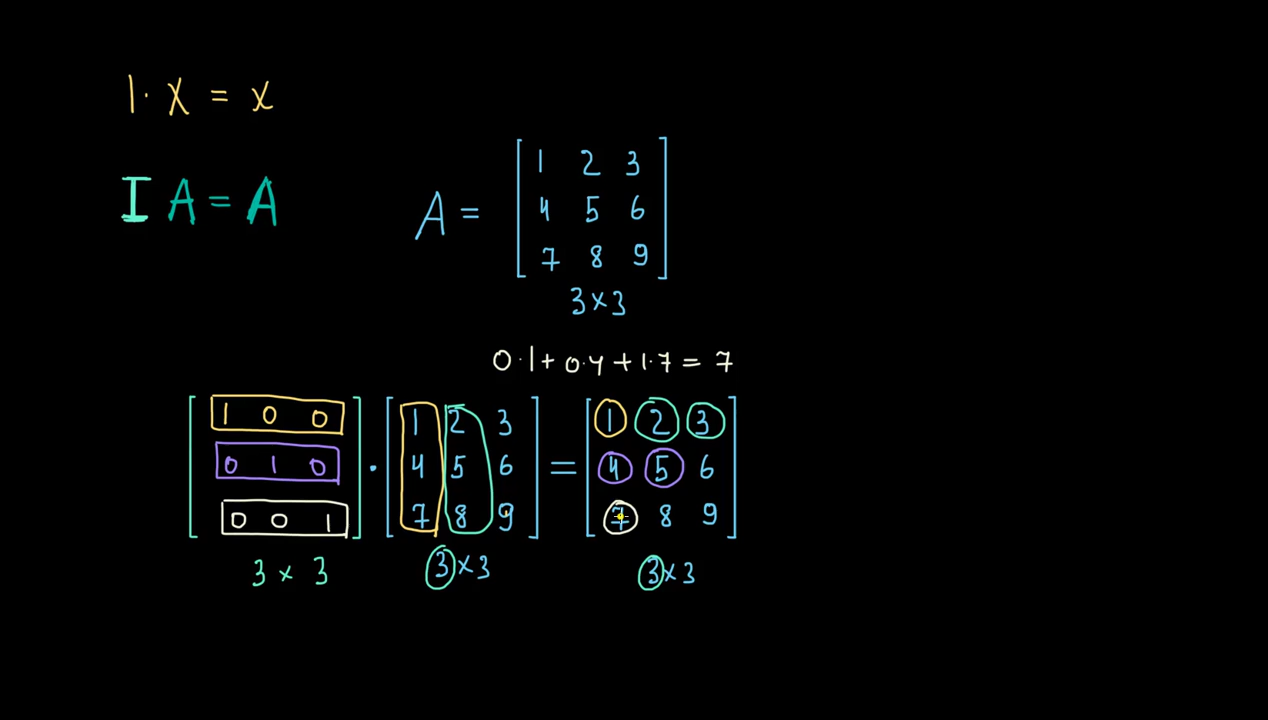 1 · x = x
I A = A
A = [ 1 2 3
4 5 6
7 8 9 ]
3 × 3
0·1 + 0·4 + 1·7 = 7
[ 1 0 0 ] · [ 1 2 3 ] = [ 1 2 3 ]
[ 0 1 0 ] [ 4 5 6 ] [ 4 5 6 ]
[ 0 0 1 ] [ 7 8 9 ] [ 7 8 9 ]
3 × 3 3 × 3 3 × 3